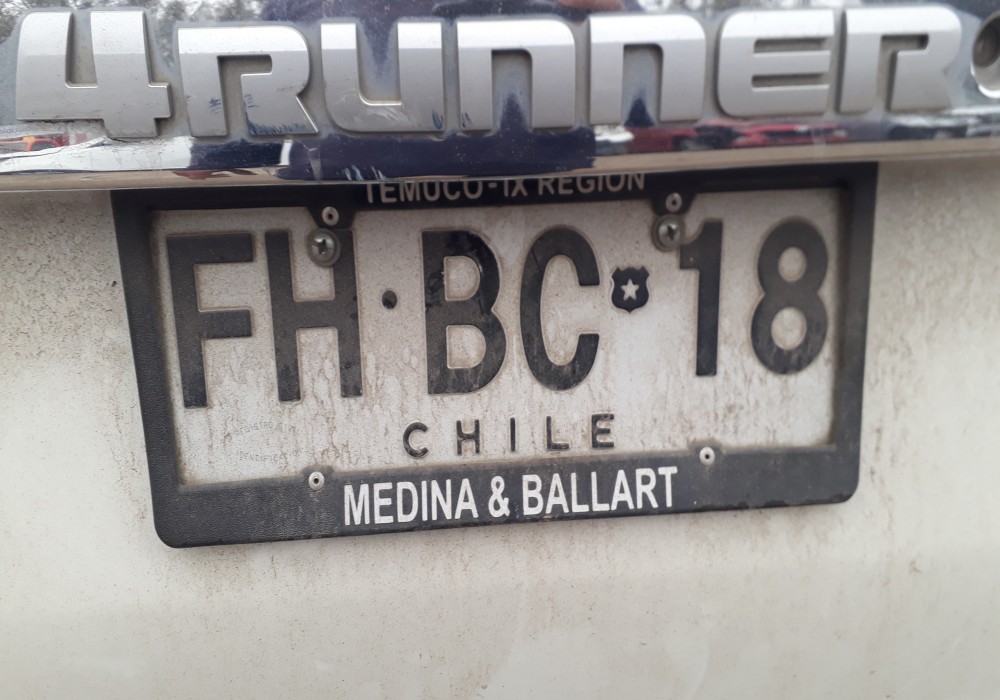 4RUNNER
TEMUCO-IX REGION
FH·BC 18
CHILE
MEDINA & BALLART